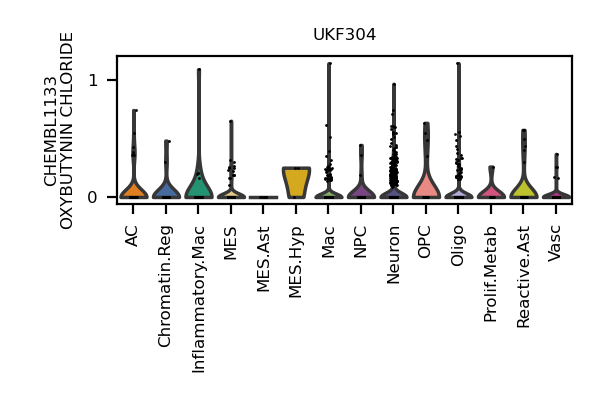 UKF304
CHEMBL1133
OXYBUTYNIN CHLORIDE
1
0
AC
Chromatin.Reg
Inflammatory.Mac
MES
MES.Ast
MES.Hyp
Mac
NPC
Neuron
OPC
Oligo
Prolif.Metab
Reactive.Ast
Vasc